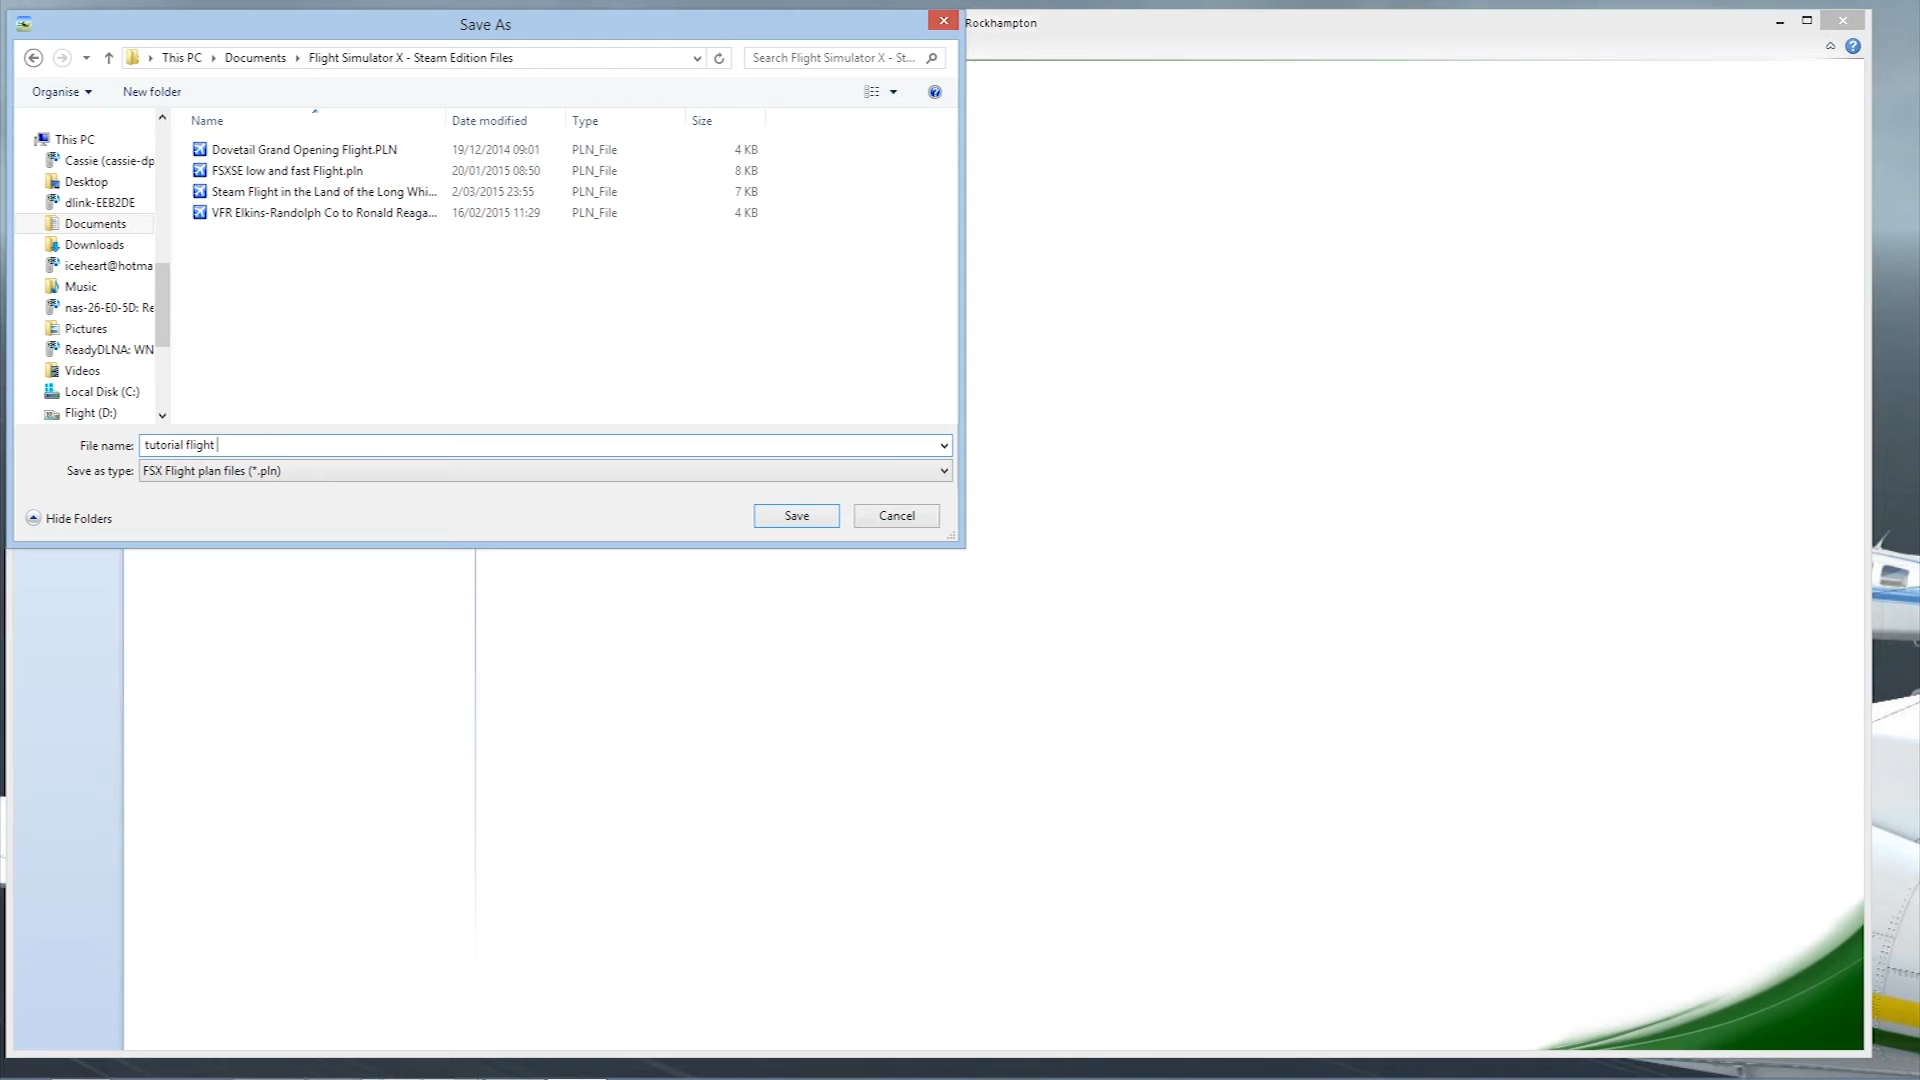 Save As
Rockhampton
This PC
Documents
Flight Simulator X - Steam Edition Files
Search Flight Simulator X - St...
Organise
New folder
Name
Date modified
Type
Size
This PC
Cassie (cassie-dp
Desktop
dlink-EEB2DE
Documents
Downloads
iceheart@hotma
Music
nas-26-E0-5D: Re
Pictures
ReadyDLNA: WN
Videos
Local Disk (C:)
Flight (D:)
Dovetail Grand Opening Flight.PLN 19/12/2014 09:01 PLN_File 4 KB
FSXSE low and fast Flight.pln 20/01/2015 08:50 PLN_File 8 KB
Steam Flight in the Land of the Long Whi... 2/03/2015 23:55 PLN_File 7 KB
VFR Elkins-Randolph Co to Ronald Reaga... 16/02/2015 11:29 PLN_File 4 KB
File name: tutorial flight
Save as type: FSX Flight plan files (*.pln)
Hide Folders
Save
Cancel